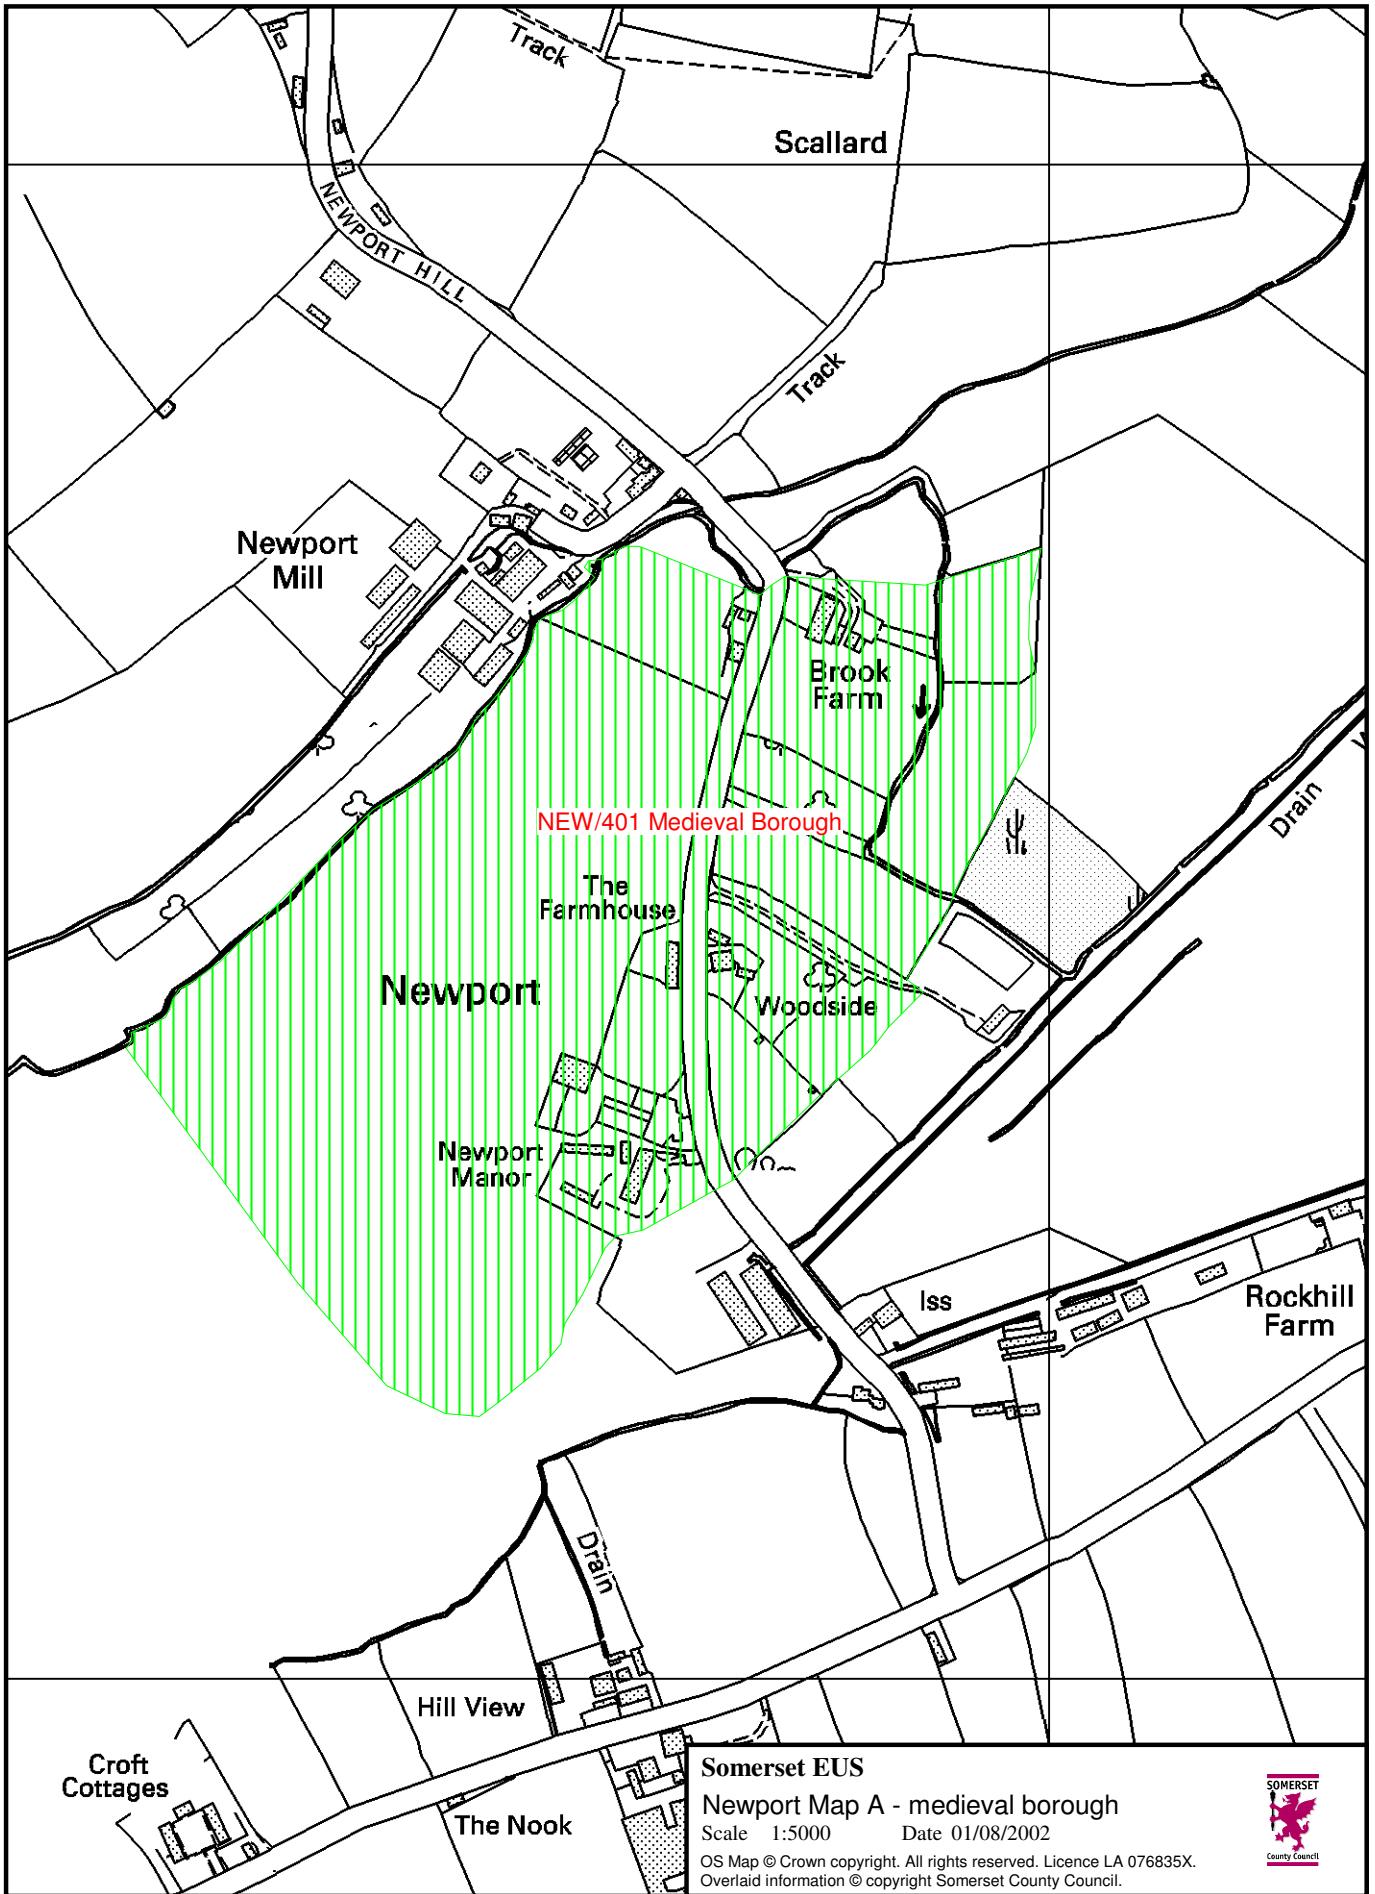 Track
Scallard
NEWPORT HILL
Track
Newport
Mill
Brook
Farm
Drain
NEW/401 Medieval Borough
The
Farmhouse
Newport
Woodside
Newport
Manor
Iss
Rockhill
Farm
Drain
Hill View
Croft
Cottages
The Nook
Somerset EUS
Newport Map A - medieval borough
Scale 1:5000 Date 01/08/2002
OS Map © Crown copyright. All rights reserved. Licence LA 076835X.
Overlaid information © copyright Somerset County Council.
SOMERSET
County Council